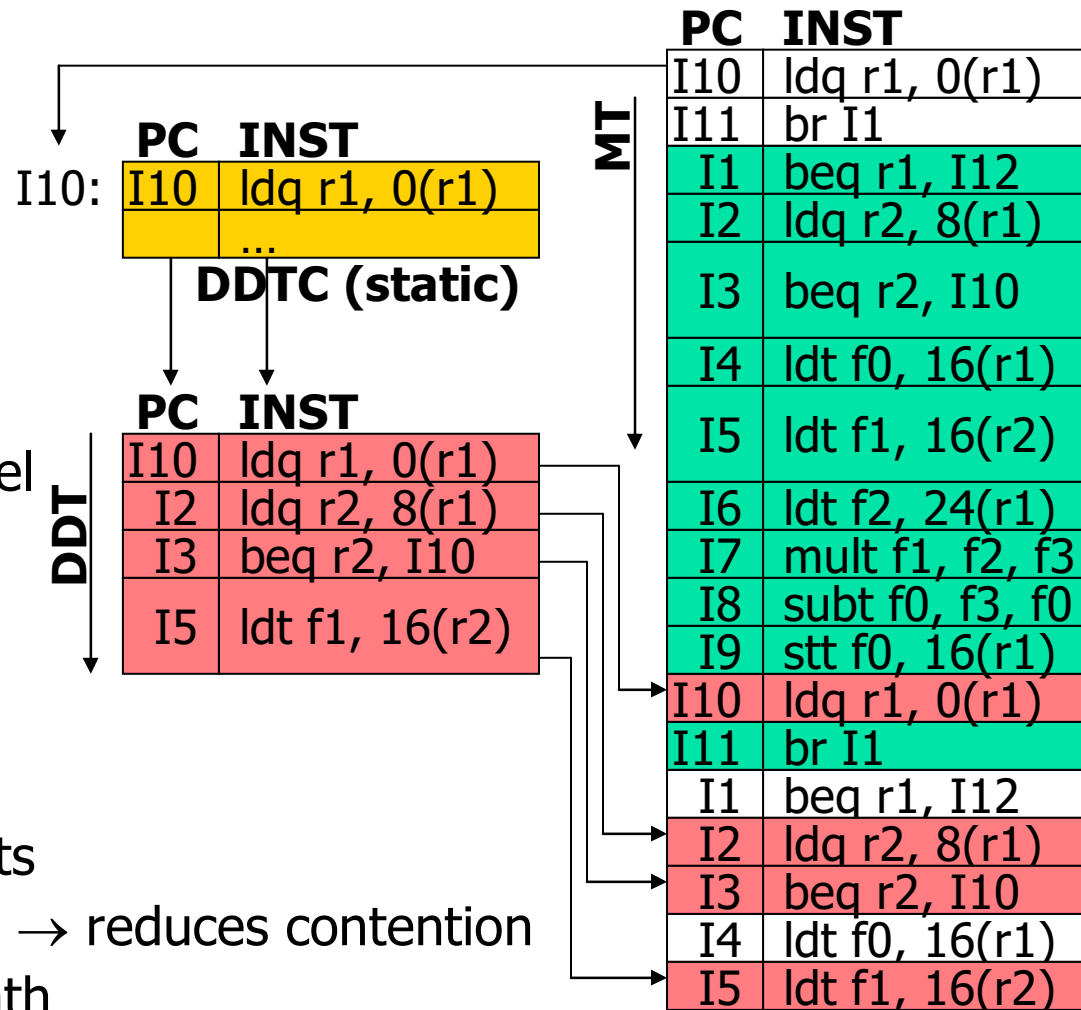 PC INST
I10 ldq r1, 0(r1)
I11 br I1
I1 beq r1, I12
I2 ldq r2, 8(r1)
I3 beq r2, I10
I4 ldt f0, 16(r1)
I5 ldt f1, 16(r2)
I6 ldt f2, 24(r1)
I7 mult f1, f2, f3
I8 subt f0, f3, f0
I9 stt f0, 16(r1)
I10 ldq r1, 0(r1)
I11 br I1
I1 beq r1, I12
I2 ldq r2, 8(r1)
I3 beq r2, I10
I4 ldt f0, 16(r1)
I5 ldt f1, 16(r2)
MT
PC INST
I10: I10 ldq r1, 0(r1)
...
DDTC (static)
PC INST
I10 ldq r1, 0(r1)
I2 ldq r2, 8(r1)
I3 beq r2, I10
I5 ldt f1, 16(r2)
DDT
el
ts
→ reduces contention
ath